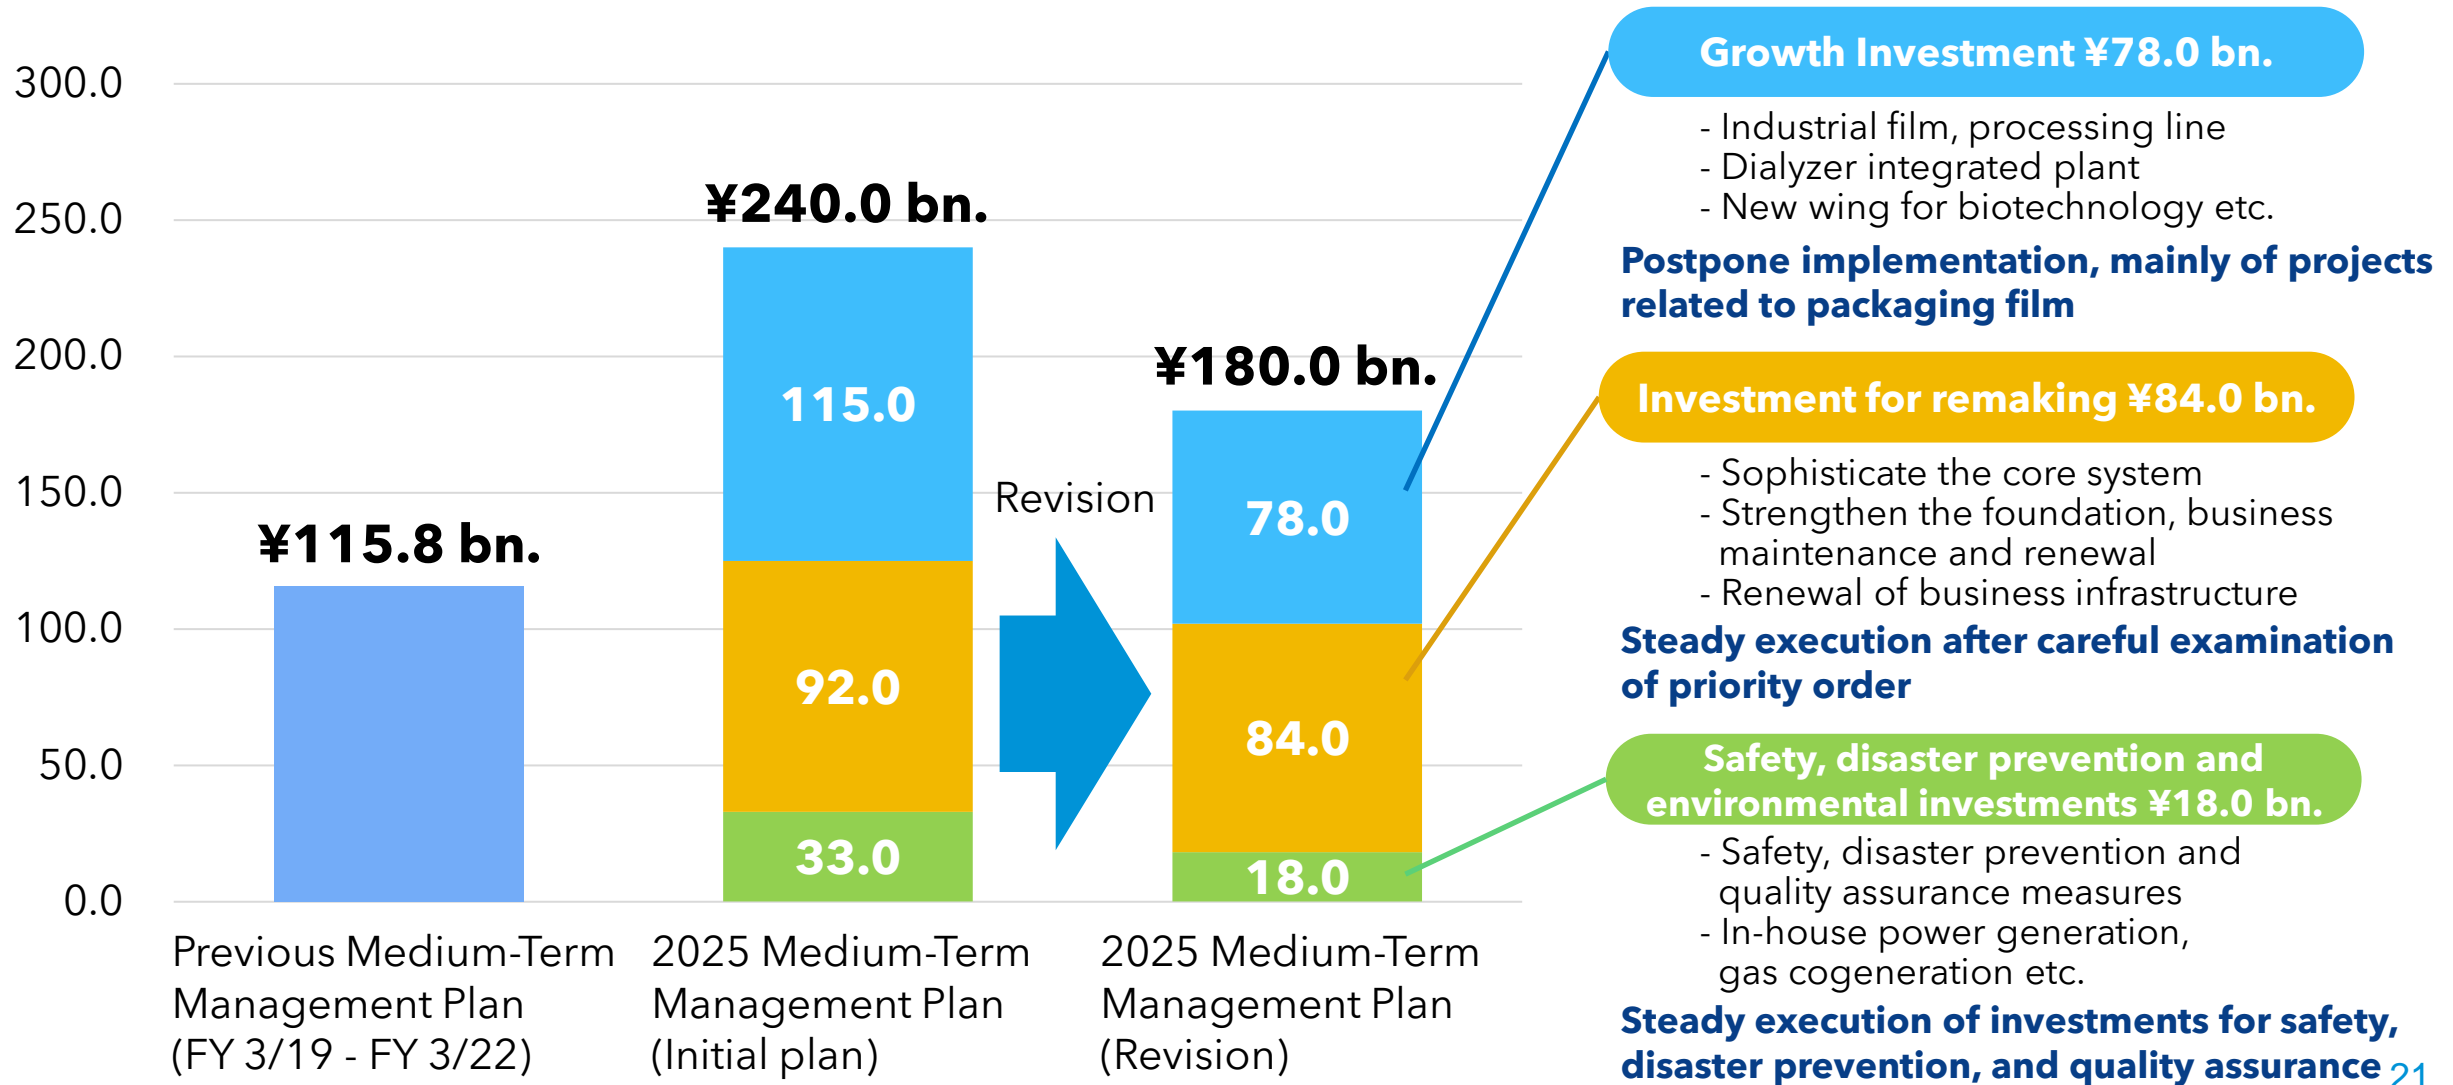 300.0
250.0
200.0
150.0
100.0
50.0
0.0
¥115.8 bn.
¥240.0 bn.
115.0
92.0
33.0
Revision
¥180.0 bn.
78.0
84.0
18.0
Previous Medium-Term
Management Plan
(FY 3/19 - FY 3/22)
2025 Medium-Term
Management Plan
(Initial plan)
2025 Medium-Term
Management Plan
(Revision)
Growth Investment ¥78.0 bn.
- Industrial film, processing line
- Dialyzer integrated plant
- New wing for biotechnology etc.
Postpone implementation, mainly of projects
related to packaging film
Investment for remaking ¥84.0 bn.
- Sophisticate the core system
- Strengthen the foundation, business
maintenance and renewal
- Renewal of business infrastructure
Steady execution after careful examination
of priority order
Safety, disaster prevention and
environmental investments ¥18.0 bn.
- Safety, disaster prevention and
quality assurance measures
- In-house power generation,
gas cogeneration etc.
Steady execution of investments for safety,
disaster prevention, and quality assurance
21